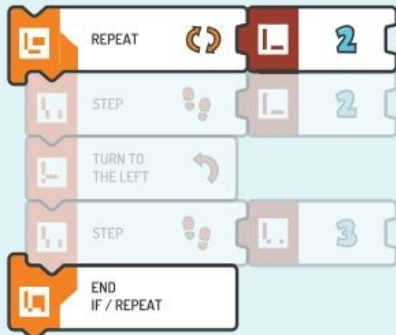 REPEAT 2
STEP 2
TURN TO
THE LEFT
STEP 3
END
IF / REPEAT